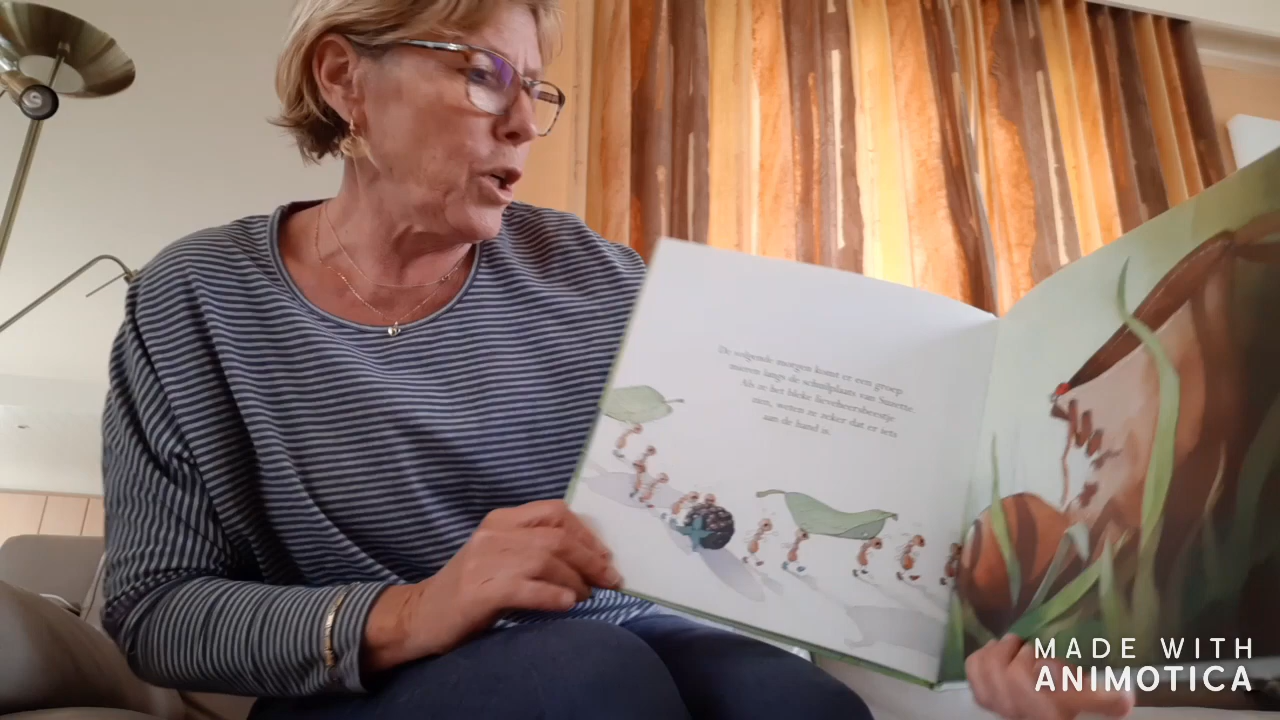 De volgende morgen komt er een groep
mieren langs de schuilplaats van Suzette.
Als ze het bleke lieveheersbeestje
zien, weten ze zeker dat er iets
aan de hand is.
MADE WITH
ANIMOTICA